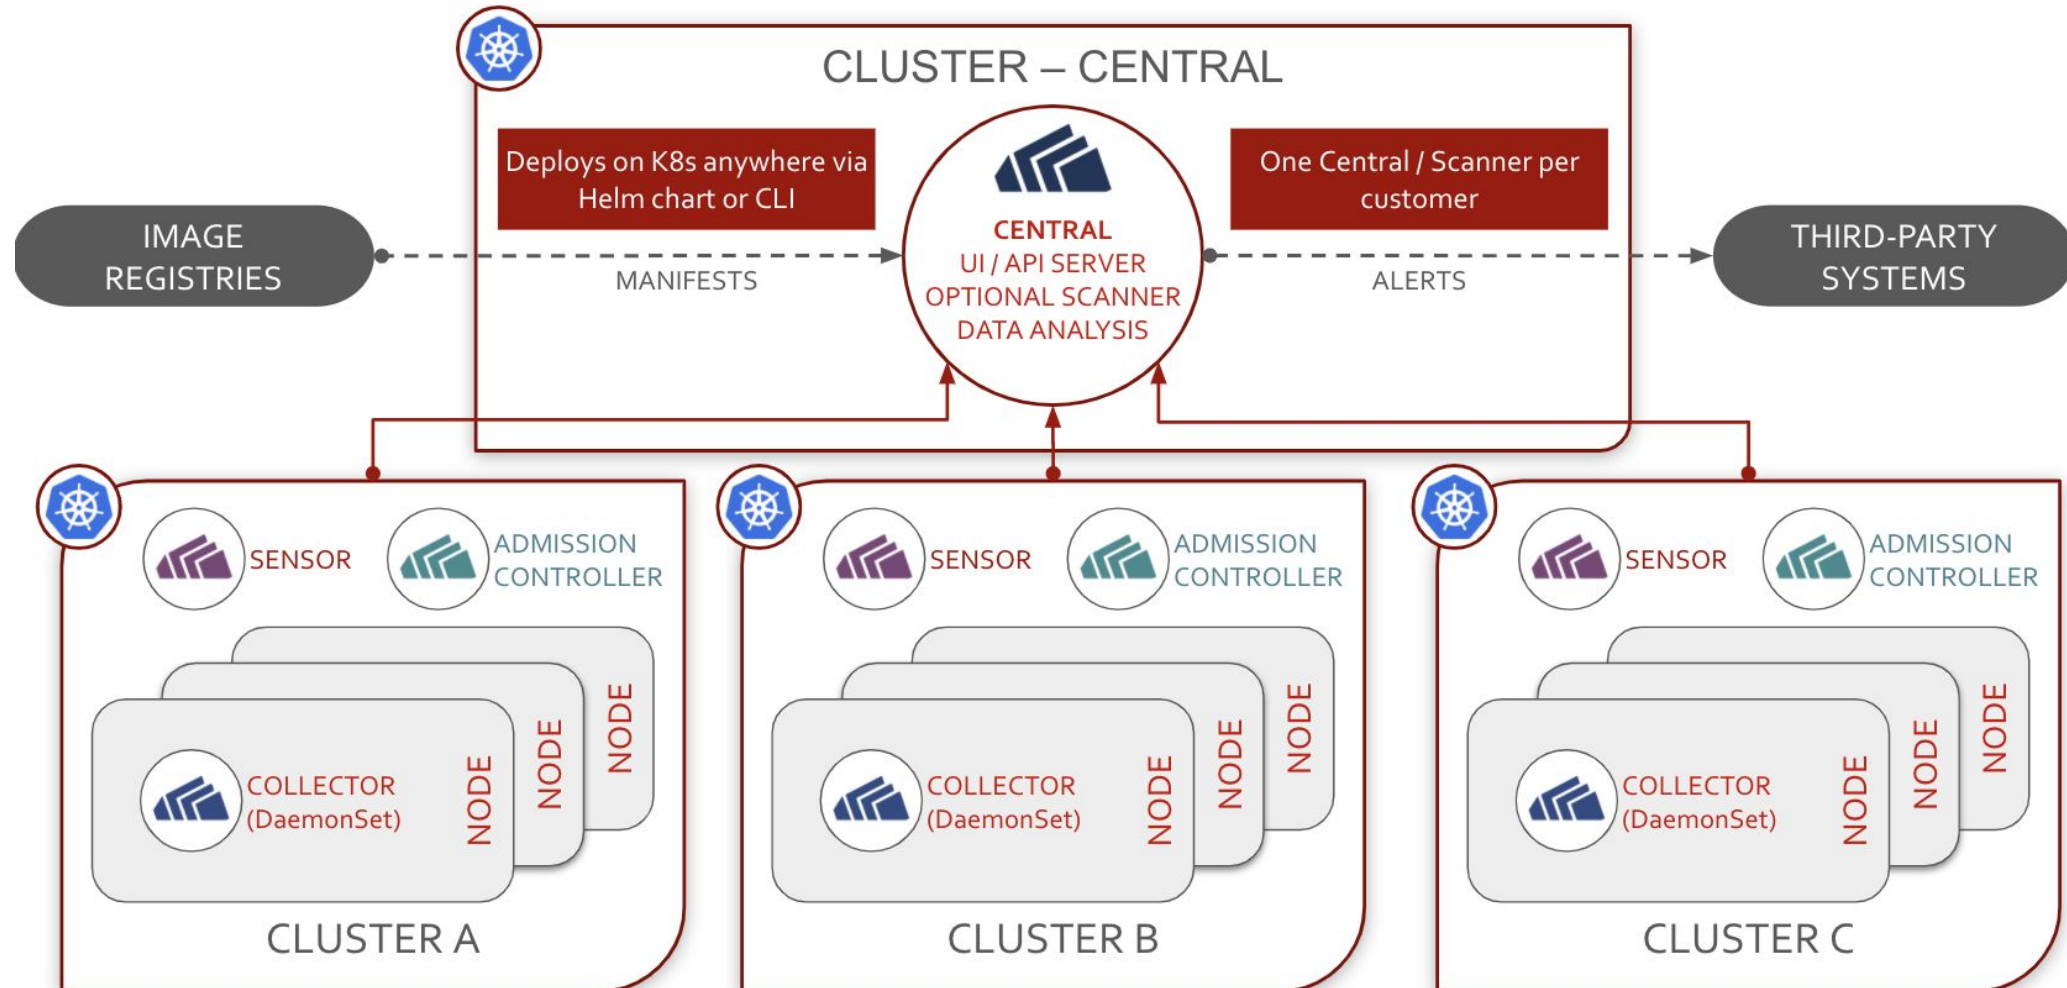 CLUSTER – CENTRAL
Deploys on K8s anywhere via
Helm chart or CLI
One Central / Scanner per
customer
IMAGE
REGISTRIES
MANIFESTS
CENTRAL
UI / API SERVER
OPTIONAL SCANNER
DATA ANALYSIS
ALERTS
THIRD-PARTY
SYSTEMS
SENSOR
ADMISSION
CONTROLLER
COLLECTOR
(DaemonSet)
NODE
NODE
NODE
CLUSTER A
SENSOR
ADMISSION
CONTROLLER
COLLECTOR
(DaemonSet)
NODE
NODE
NODE
CLUSTER B
SENSOR
ADMISSION
CONTROLLER
COLLECTOR
(DaemonSet)
NODE
NODE
NODE
CLUSTER C